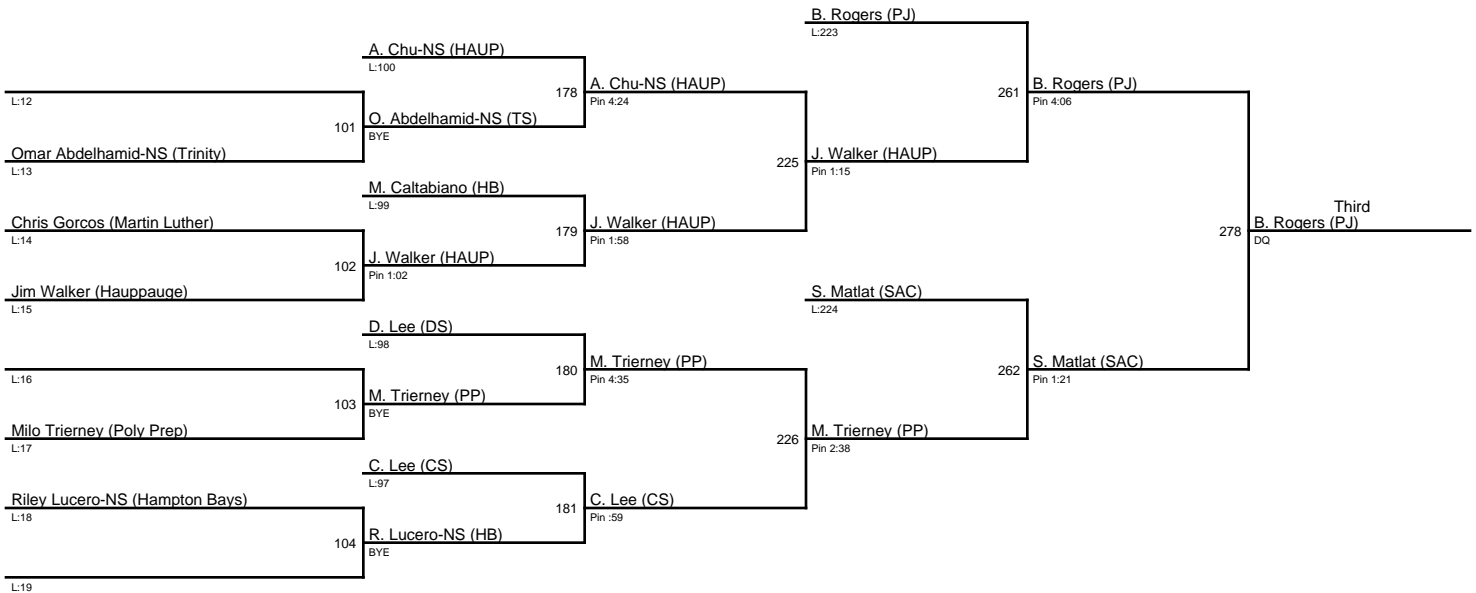 B. Rogers (PJ)
L:223
A. Chu-NS (HAUP)
L:100
178
A. Chu-NS (HAUP)
Pin 4:24
261
B. Rogers (PJ)
Pin 4:06
L:12
101
O. Abdelhamid-NS (TS)
BYE
Omar Abdelhamid-NS (Trinity)
L:13
225
J. Walker (HAUP)
Pin 1:15
M. Caltabiano (HB)
L:99
Third
Chris Gorcos (Martin Luther)
L:14
179
J. Walker (HAUP)
Pin 1:58
278
B. Rogers (PJ)
DQ
102
J. Walker (HAUP)
Pin 1:02
Jim Walker (Hauppauge)
L:15
S. Matlat (SAC)
L:224
D. Lee (DS)
L:98
L:16
180
M. Trierney (PP)
Pin 4:35
262
S. Matlat (SAC)
Pin 1:21
103
M. Trierney (PP)
BYE
Milo Trierney (Poly Prep)
L:17
226
M. Trierney (PP)
Pin 2:38
C. Lee (CS)
L:97
Riley Lucero-NS (Hampton Bays)
L:18
181
C. Lee (CS)
Pin :59
104
R. Lucero-NS (HB)
BYE
L:19